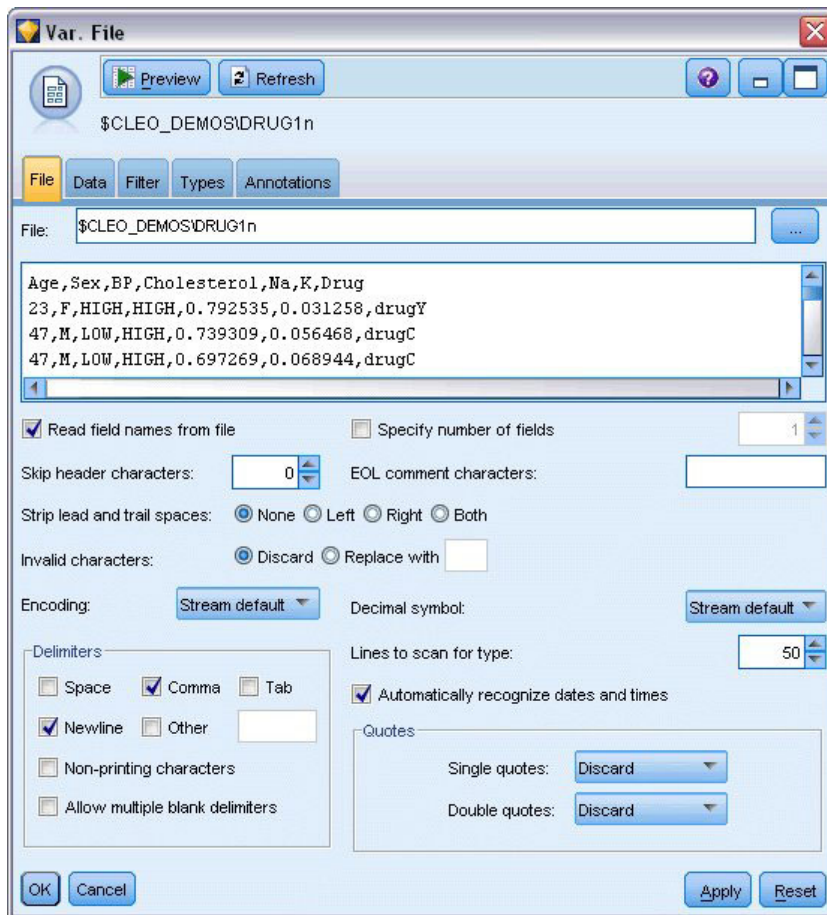 Var. File
Preview Refresh
$CLEO_DEMOS\DRUG1n
File Data Filter Types Annotations
File: $CLEO_DEMOS\DRUG1n ...
Age,Sex,BP,Cholesterol,Na,K,Drug
23,F,HIGH,HIGH,0.792535,0.031258,drugY
47,M,LOW,HIGH,0.739309,0.056468,drugC
47,M,LOW,HIGH,0.697269,0.068944,drugC
Read field names from file Specify number of fields 1
Skip header characters: 0 EOL comment characters:
Strip lead and trail spaces: None Left Right Both
Invalid characters: Discard Replace with
Encoding: Stream default Decimal symbol: Stream default
Delimiters Lines to scan for type: 50
Space Comma Tab Automatically recognize dates and times
Newline Other Quotes
Non-printing characters Single quotes: Discard
Allow multiple blank delimiters Double quotes: Discard
OK Cancel Apply Reset